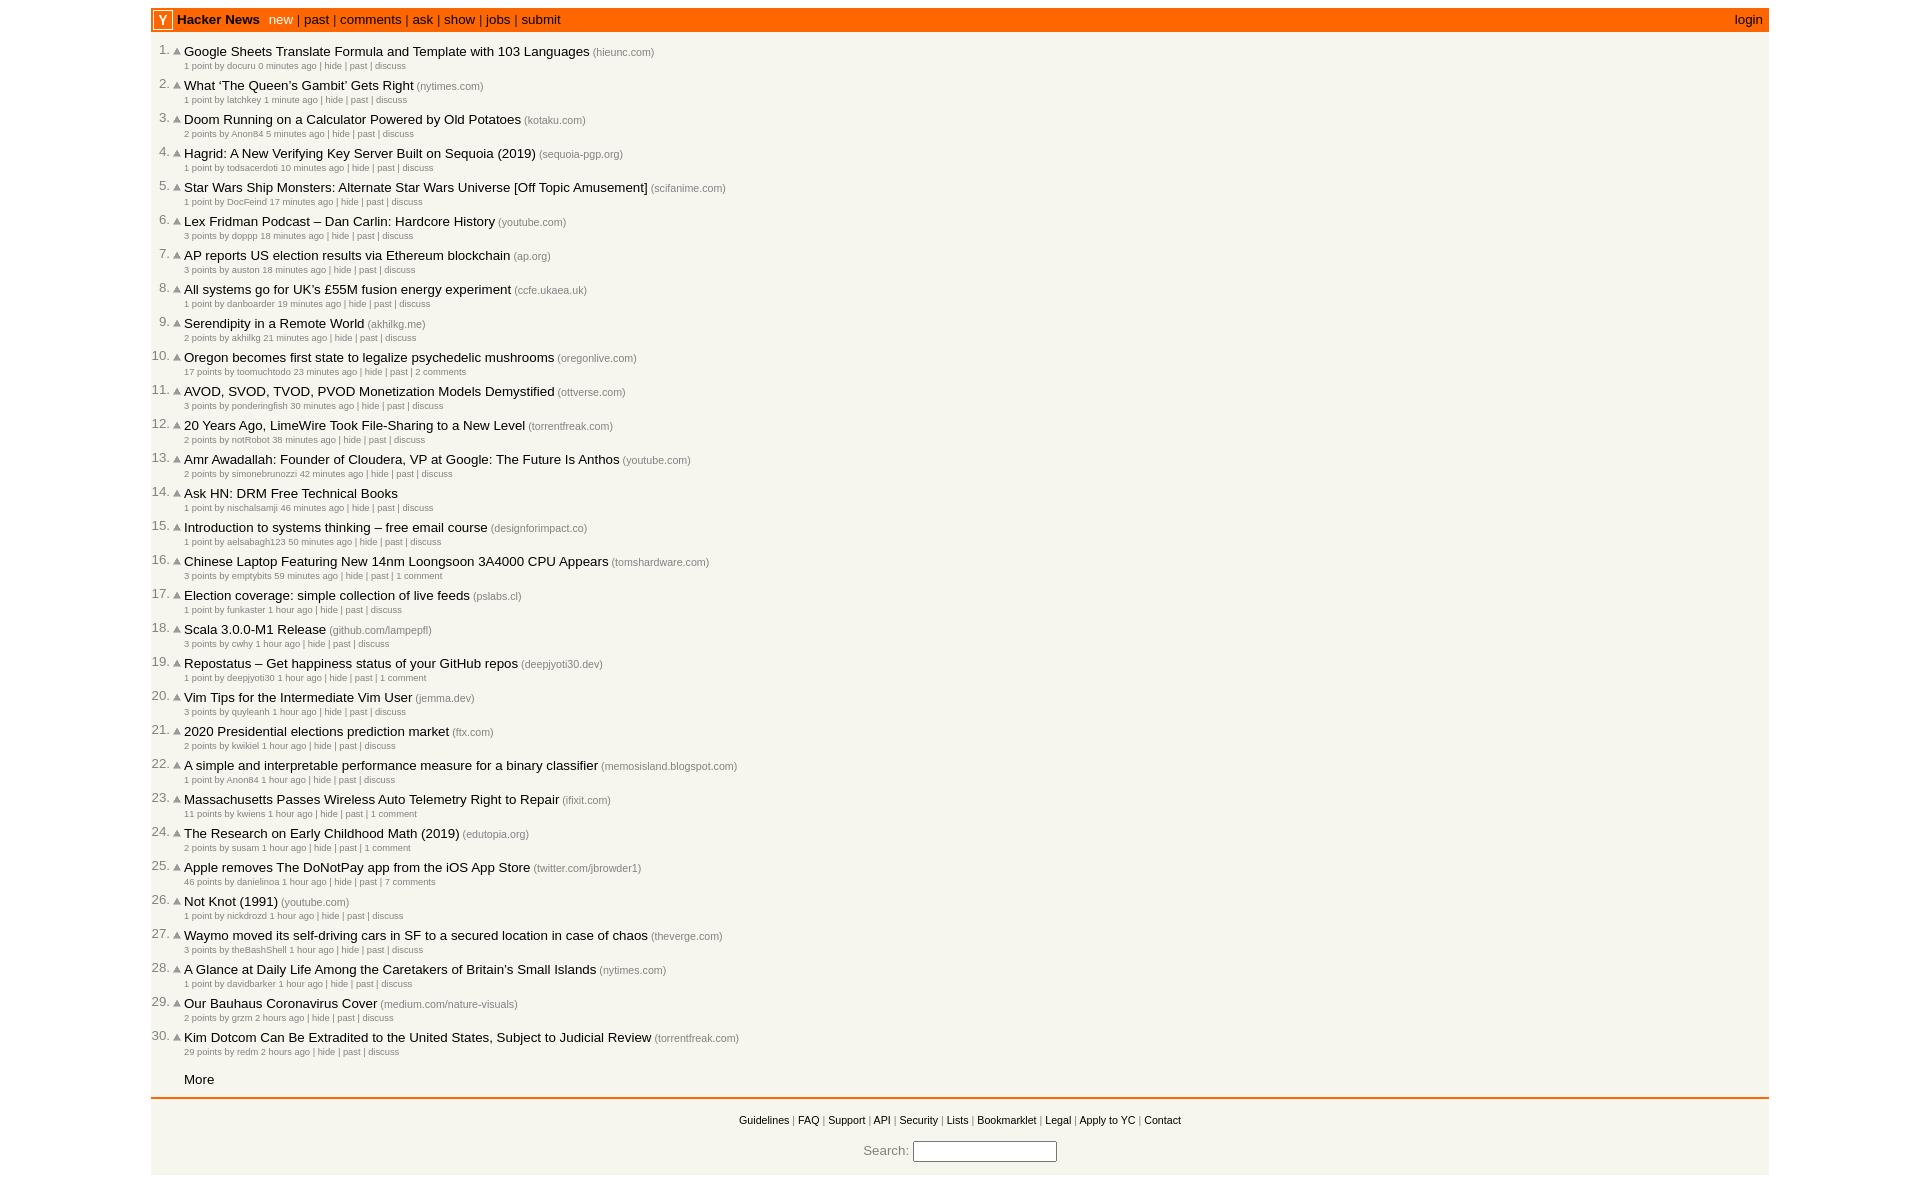 Y Hacker News new | past | comments | ask | show | jobs | submit login
1. Google Sheets Translate Formula and Template with 103 Languages (hieunc.com)
1 point by docuru 0 minutes ago | hide | past | discuss
2. What ‘The Queen’s Gambit’ Gets Right (nytimes.com)
1 point by latchkey 1 minute ago | hide | past | discuss
3. Doom Running on a Calculator Powered by Old Potatoes (kotaku.com)
2 points by Anon84 5 minutes ago | hide | past | discuss
4. Hagrid: A New Verifying Key Server Built on Sequoia (2019) (sequoia-pgp.org)
1 point by todsacerdoti 10 minutes ago | hide | past | discuss
5. Star Wars Ship Monsters: Alternate Star Wars Universe [Off Topic Amusement] (scifanime.com)
1 point by DocFeind 17 minutes ago | hide | past | discuss
6. Lex Fridman Podcast – Dan Carlin: Hardcore History (youtube.com)
3 points by doppp 18 minutes ago | hide | past | discuss
7. AP reports US election results via Ethereum blockchain (ap.org)
3 points by auston 18 minutes ago | hide | past | discuss
8. All systems go for UK’s £55M fusion energy experiment (ccfe.ukaea.uk)
1 point by danboarder 19 minutes ago | hide | past | discuss
9. Serendipity in a Remote World (akhilkg.me)
2 points by akhilkg 21 minutes ago | hide | past | discuss
10. Oregon becomes first state to legalize psychedelic mushrooms (oregonlive.com)
17 points by toomuchtodo 23 minutes ago | hide | past | 2 comments
11. AVOD, SVOD, TVOD, PVOD Monetization Models Demystified (ottverse.com)
3 points by ponderingfish 30 minutes ago | hide | past | discuss
12. 20 Years Ago, LimeWire Took File-Sharing to a New Level (torrentfreak.com)
2 points by notRobot 38 minutes ago | hide | past | discuss
13. Amr Awadallah: Founder of Cloudera, VP at Google: The Future Is Anthos (youtube.com)
2 points by simonebrunozzi 42 minutes ago | hide | past | discuss
14. Ask HN: DRM Free Technical Books
1 point by nischalsamji 46 minutes ago | hide | past | discuss
15. Introduction to systems thinking – free email course (designforimpact.co)
1 point by aelsabagh123 50 minutes ago | hide | past | discuss
16. Chinese Laptop Featuring New 14nm Loongsoon 3A4000 CPU Appears (tomshardware.com)
3 points by emptybits 59 minutes ago | hide | past | 1 comment
17. Election coverage: simple collection of live feeds (pslabs.cl)
1 point by funkaster 1 hour ago | hide | past | discuss
18. Scala 3.0.0-M1 Release (github.com/lampepfl)
3 points by cwhy 1 hour ago | hide | past | discuss
19. Repostatus – Get happiness status of your GitHub repos (deepjyoti30.dev)
1 point by deepjyoti30 1 hour ago | hide | past | 1 comment
20. Vim Tips for the Intermediate Vim User (jemma.dev)
3 points by quyleanh 1 hour ago | hide | past | discuss
21. 2020 Presidential elections prediction market (ftx.com)
2 points by kwikiel 1 hour ago | hide | past | discuss
22. A simple and interpretable performance measure for a binary classifier (memosisland.blogspot.com)
1 point by Anon84 1 hour ago | hide | past | discuss
23. Massachusetts Passes Wireless Auto Telemetry Right to Repair (ifixit.com)
11 points by kwiens 1 hour ago | hide | past | 1 comment
24. The Research on Early Childhood Math (2019) (edutopia.org)
2 points by susam 1 hour ago | hide | past | 1 comment
25. Apple removes The DoNotPay app from the iOS App Store (twitter.com/jbrowder1)
46 points by danielinoa 1 hour ago | hide | past | 7 comments
26. Not Knot (1991) (youtube.com)
1 point by nickdrozd 1 hour ago | hide | past | discuss
27. Waymo moved its self-driving cars in SF to a secured location in case of chaos (theverge.com)
3 points by theBashShell 1 hour ago | hide | past | discuss
28. A Glance at Daily Life Among the Caretakers of Britain’s Small Islands (nytimes.com)
1 point by davidbarker 1 hour ago | hide | past | discuss
29. Our Bauhaus Coronavirus Cover (medium.com/nature-visuals)
2 points by grzm 2 hours ago | hide | past | discuss
30. Kim Dotcom Can Be Extradited to the United States, Subject to Judicial Review (torrentfreak.com)
29 points by redm 2 hours ago | hide | past | discuss
More
Guidelines | FAQ | Support | API | Security | Lists | Bookmarklet | Legal | Apply to YC | Contact
Search: